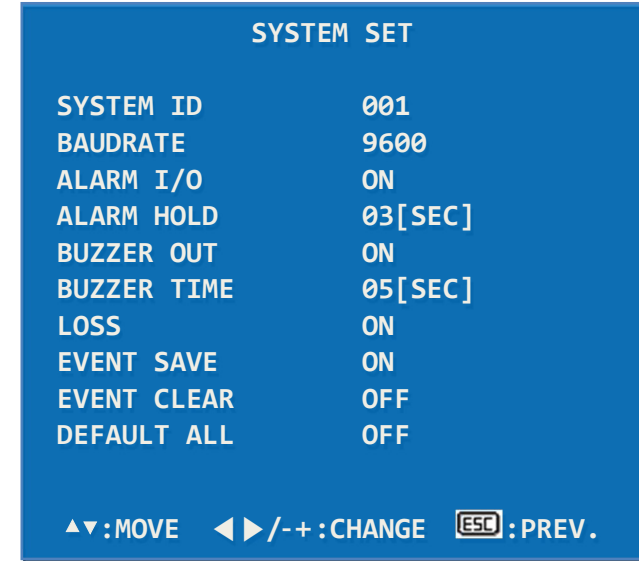 SYSTEM SET
SYSTEM ID 001
BAUDRATE 9600
ALARM I/O ON
ALARM HOLD 03[SEC]
BUZZER OUT ON
BUZZER TIME 05[SEC]
LOSS ON
EVENT SAVE ON
EVENT CLEAR OFF
DEFAULT ALL OFF
▲▼:MOVE ◀▶/-+:CHANGE ESC:PREV.